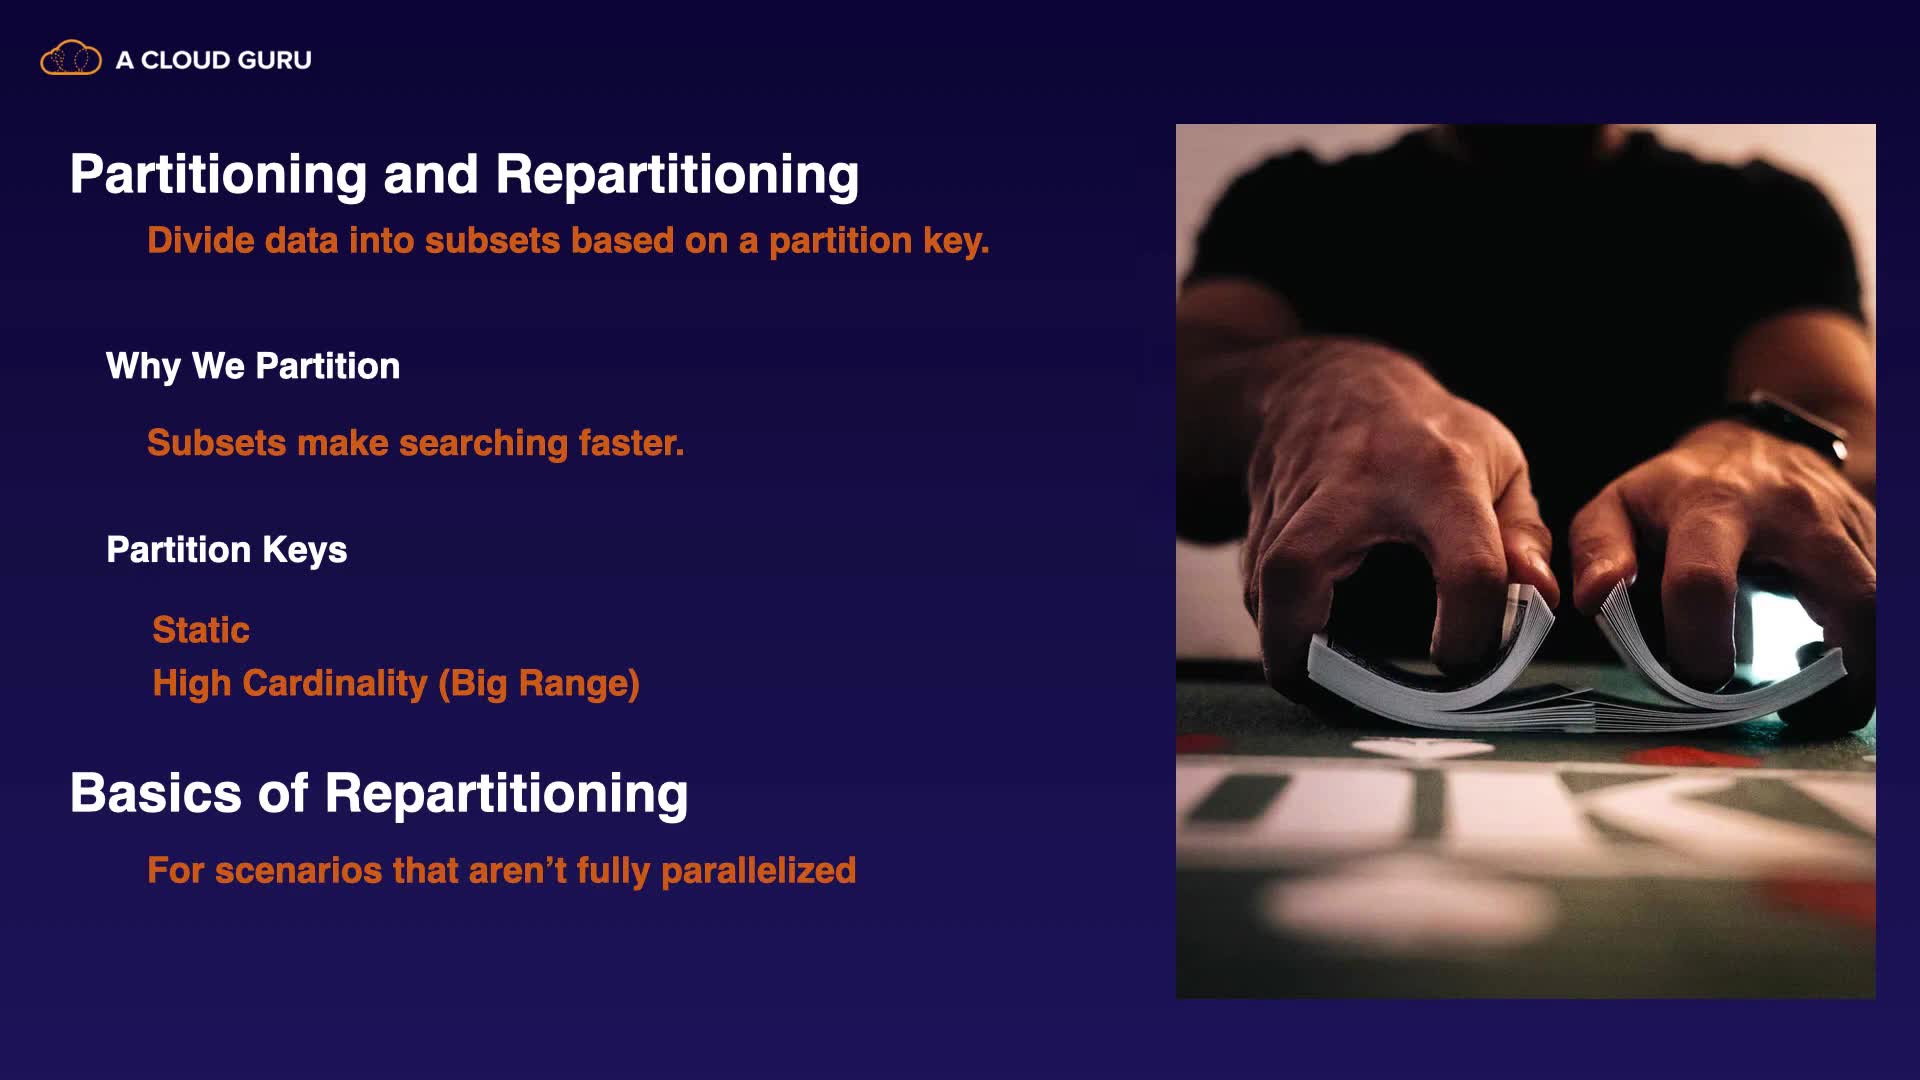 A CLOUD GURU
Partitioning and Repartitioning
Divide data into subsets based on a partition key.
Why We Partition
Subsets make searching faster.
Partition Keys
Static
High Cardinality (Big Range)
Basics of Repartitioning
For scenarios that aren’t fully parallelized